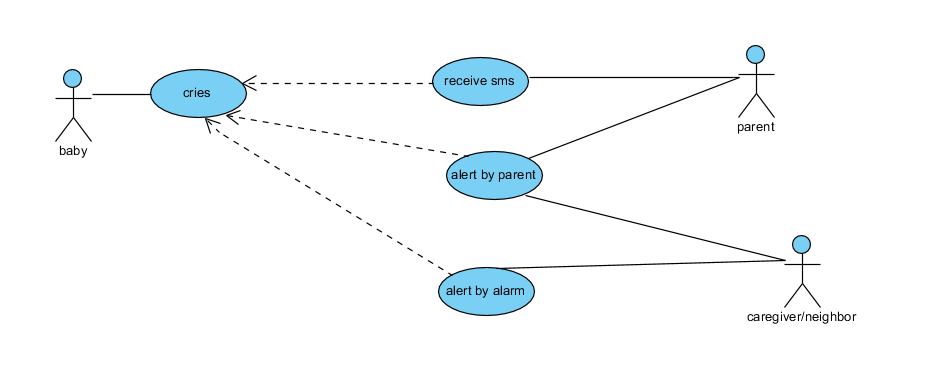 cries
receive sms
baby
parent
alert by parent
alert by alarm
caregiver/neighbor